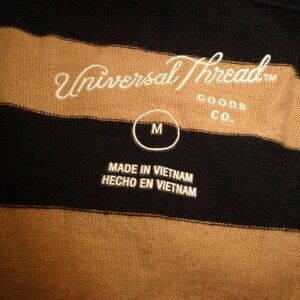 Universal Thread™
GOODS
CO.
M
MADE IN VIETNAM
HECHO EN VIETNAM